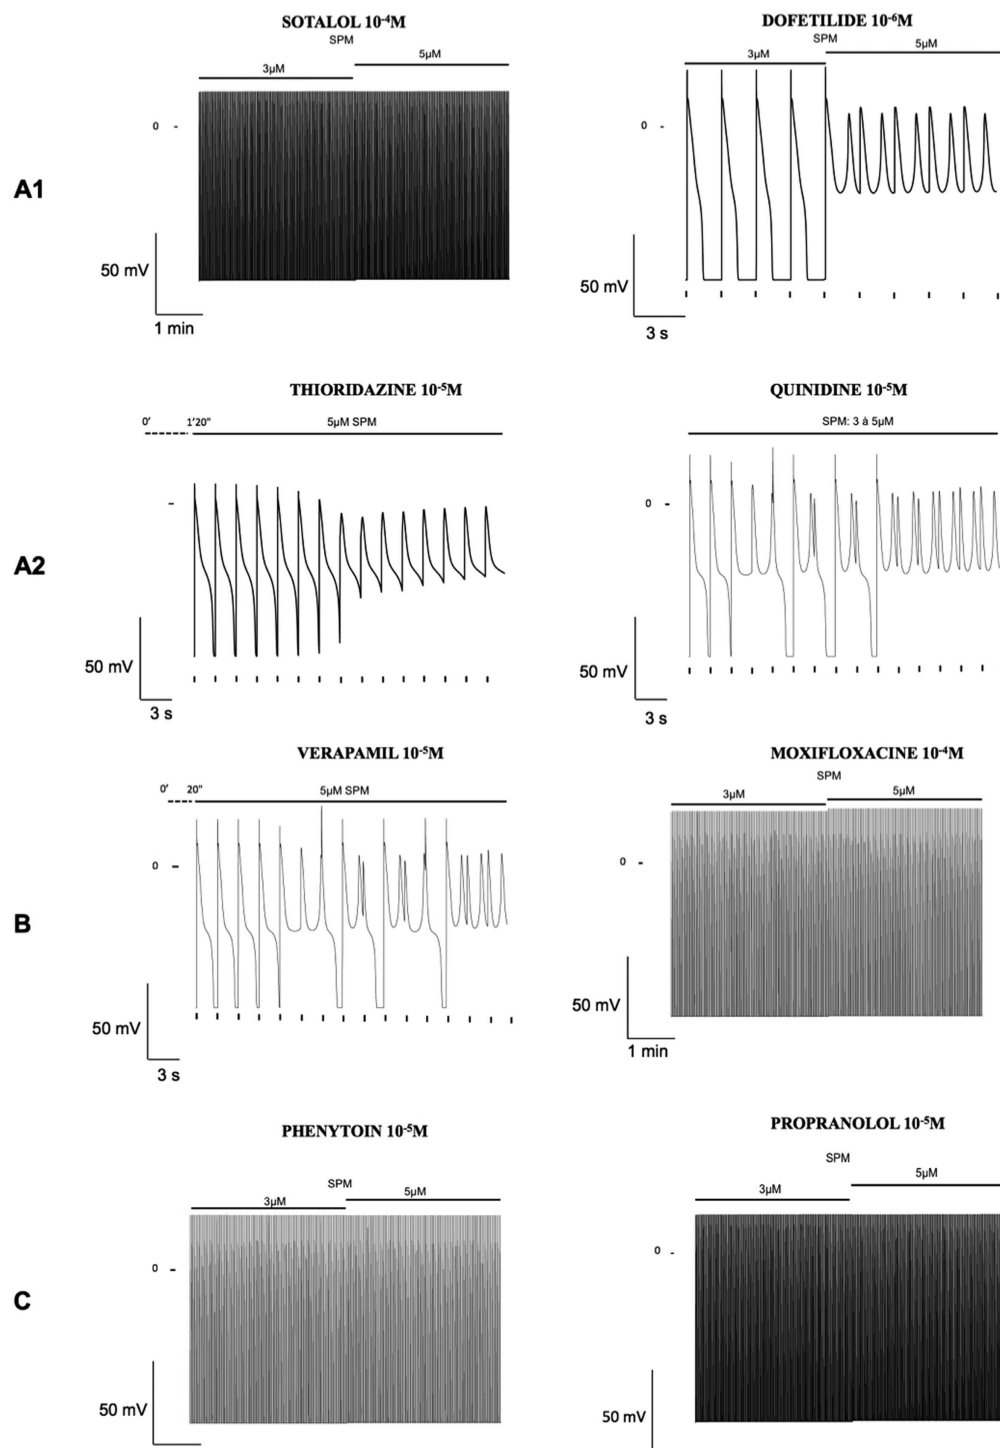 SOTALOL 10⁻⁴M
SPM
3µM
5µM
0 -
50 mV
1 min
A1
DOFETILIDE 10⁻⁶M
SPM
3µM
5µM
0 -
50 mV
3 s
THIORIDAZINE 10⁻⁵M
0' 1'20"
5µM SPM
-
50 mV
3 s
A2
QUINIDINE 10⁻⁵M
SPM: 3 à 5µM
0 -
50 mV
3 s
VERAPAMIL 10⁻⁵M
0' 20"
5µM SPM
0 -
50 mV
3 s
B
MOXIFLOXACINE 10⁻⁴M
SPM
3µM
5µM
0 -
50 mV
1 min
PHENYTOIN 10⁻⁵M
SPM
3µM
5µM
0 -
50 mV
C
PROPRANOLOL 10⁻⁵M
SPM
3µM
5µM
0 -
50 mV